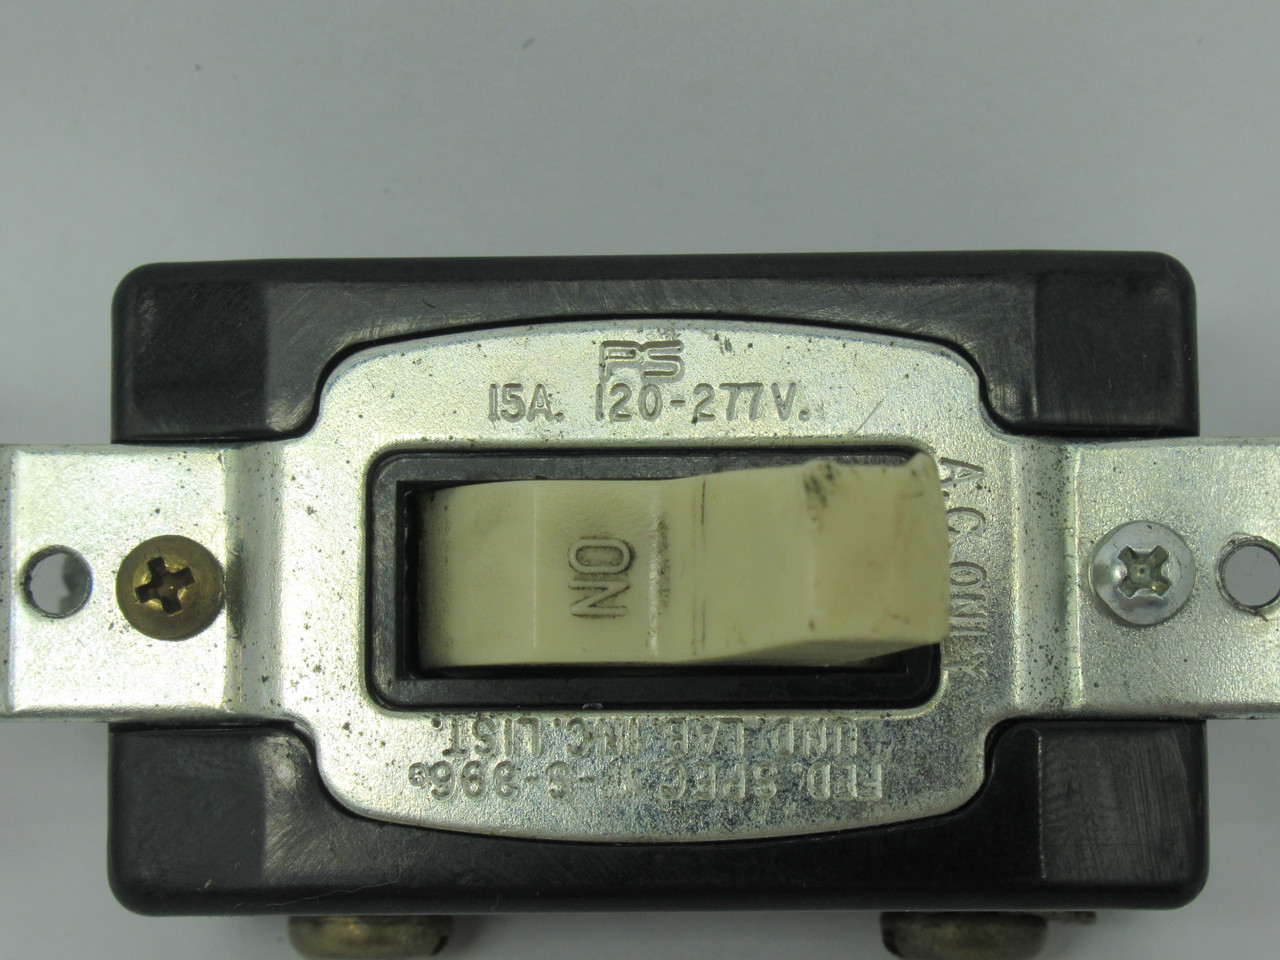 PS
15A. 120-277V.
A.C. ONLY
ON
FED. SPEC W-S-896
UND. LAB. INC. LIST.